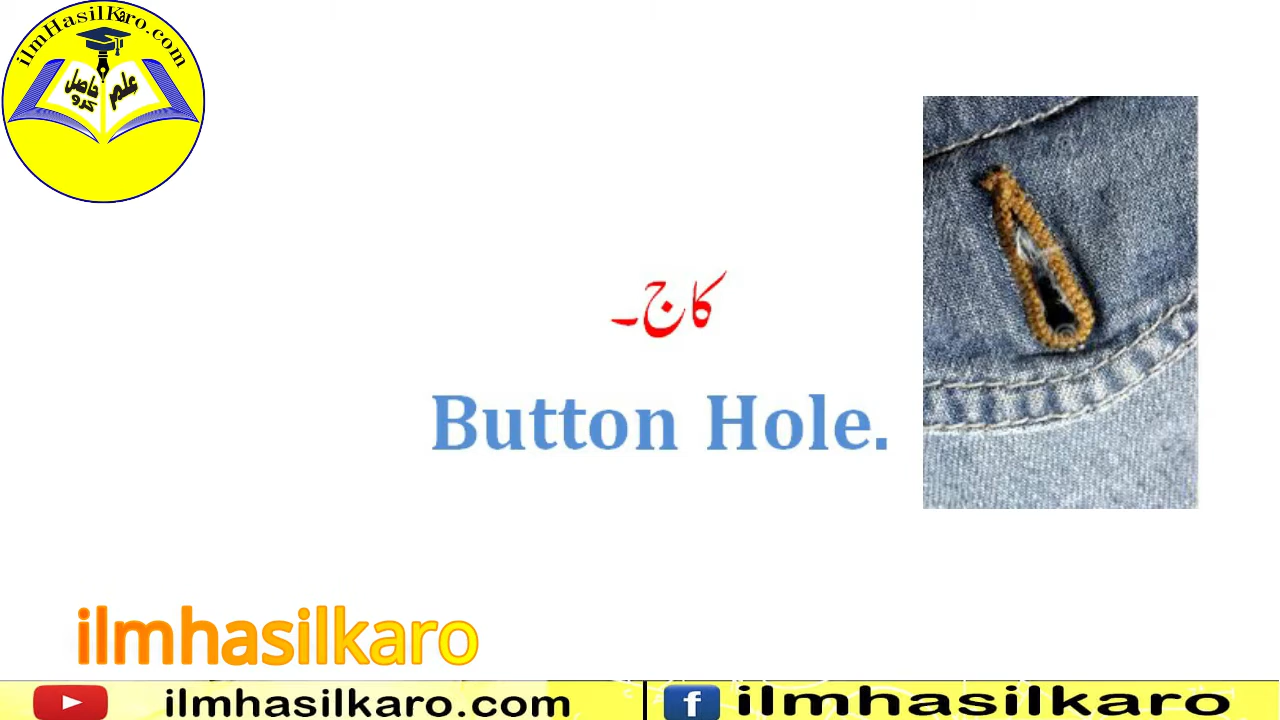 ilmHasilKaro.com
علم حاصل کرو
کاج۔
Button Hole.
ilmhasilkaro
ilmhasilkaro.com
f ilmhasilkaro